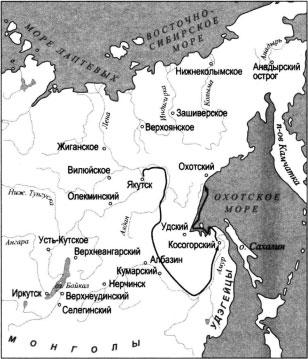 МОРЕ ЛАПТЕВЫХ
ВОСТОЧНО-
СИБИРСКОЕ
МОРЕ
Анадырь
Нижнеколымское
Анадырский
острог
Лена
Индигирка
Колыма
Зашиверское
Верхоянское
п-ов Камчатка
Жиганское
Вилюйское
Якутск
Охотский
Ниж. Тунгуска
Олекминский
ОХОТСКОЕ
МОРЕ
Алдан
Удский
Ангара
Усть-Кутское
Косогорский
о. Сахалин
Верхнеангарский
Албазин
Амур
Кумарский
оз. Байкал
Нерчинск
Иркутск
Верхнеудинский
Селегинский
УДЭГЕЙЦЫ
МОНГОЛЫ